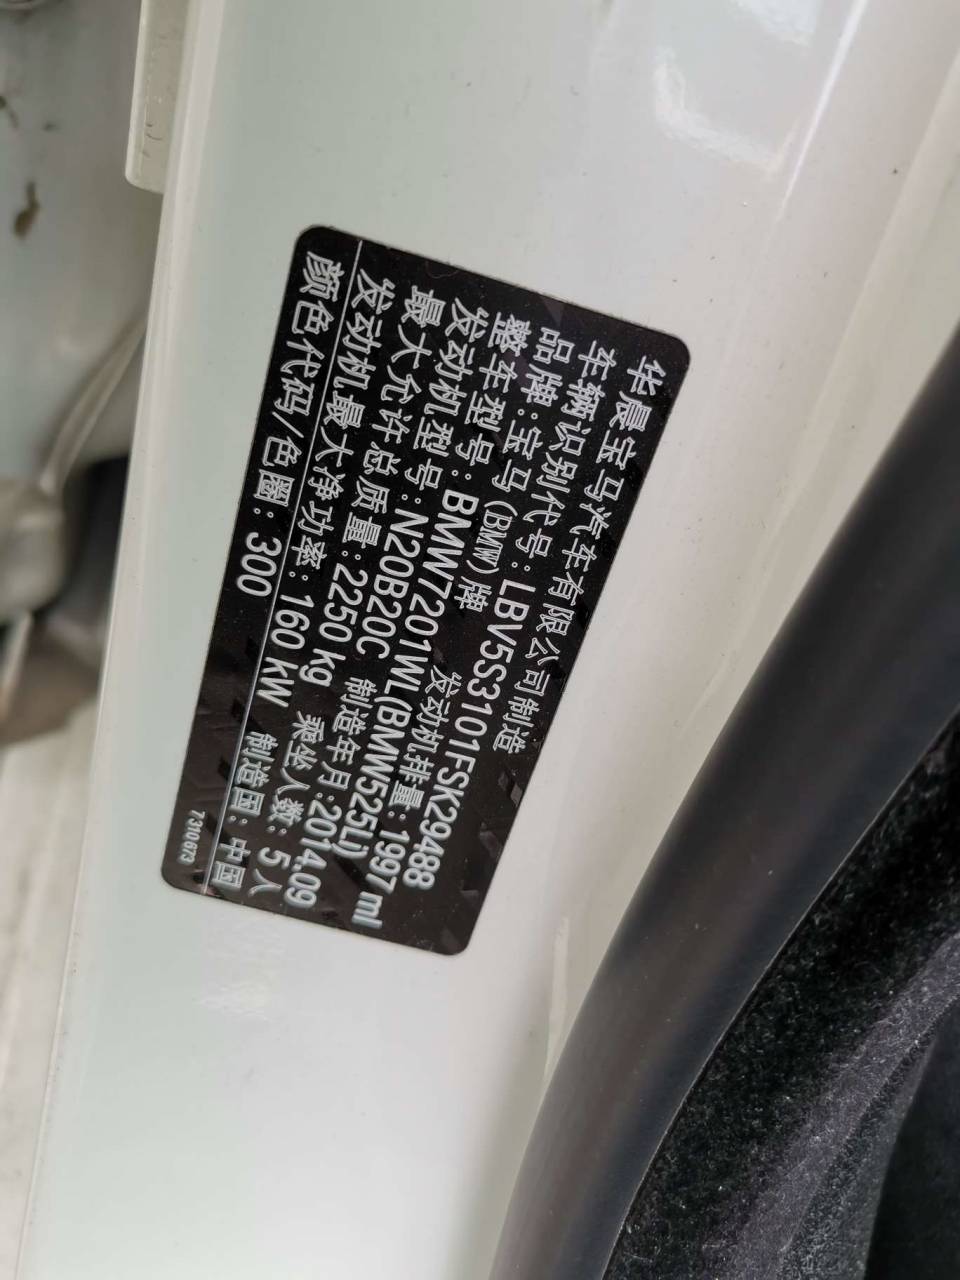 华晨宝马汽车有限公司制造
车辆识别代号: LBV5S3101FSK29488
品牌:宝马(BMW)牌
整车型号: BMW7201WL(BMW525Li)
发动机型号:N20B20C 发动机排量:1997 ml
最大允许总质量:2250 kg 制造年月:2014.09
发动机最大净功率:160 kW 乘坐人数: 5 人
颜色代码/色圈: 300 制造国: 中国
7310673